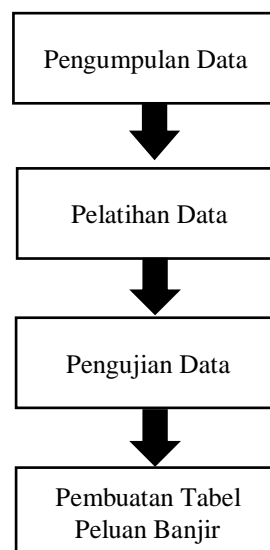 Pengumpulan Data
Pelatihan Data
Pengujian Data
Pembuatan Tabel
Peluan Banjir